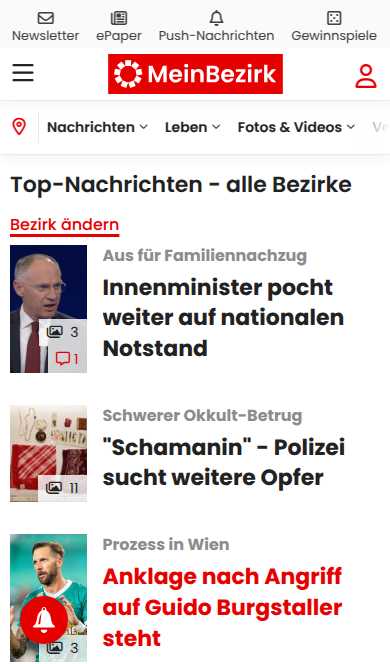 Newsletter
ePaper
Push-Nachrichten
Gewinnspiele
MeinBezirk
Nachrichten
Leben
Fotos & Videos
Top-Nachrichten - alle Bezirke
Bezirk ändern
3
1
Aus für Familiennachzug
Innenminister pocht
weiter auf nationalen
Notstand
11
Schwerer Okkult-Betrug
"Schamanin" - Polizei
sucht weitere Opfer
3
Prozess in Wien
Anklage nach Angriff
auf Guido Burgstaller
steht